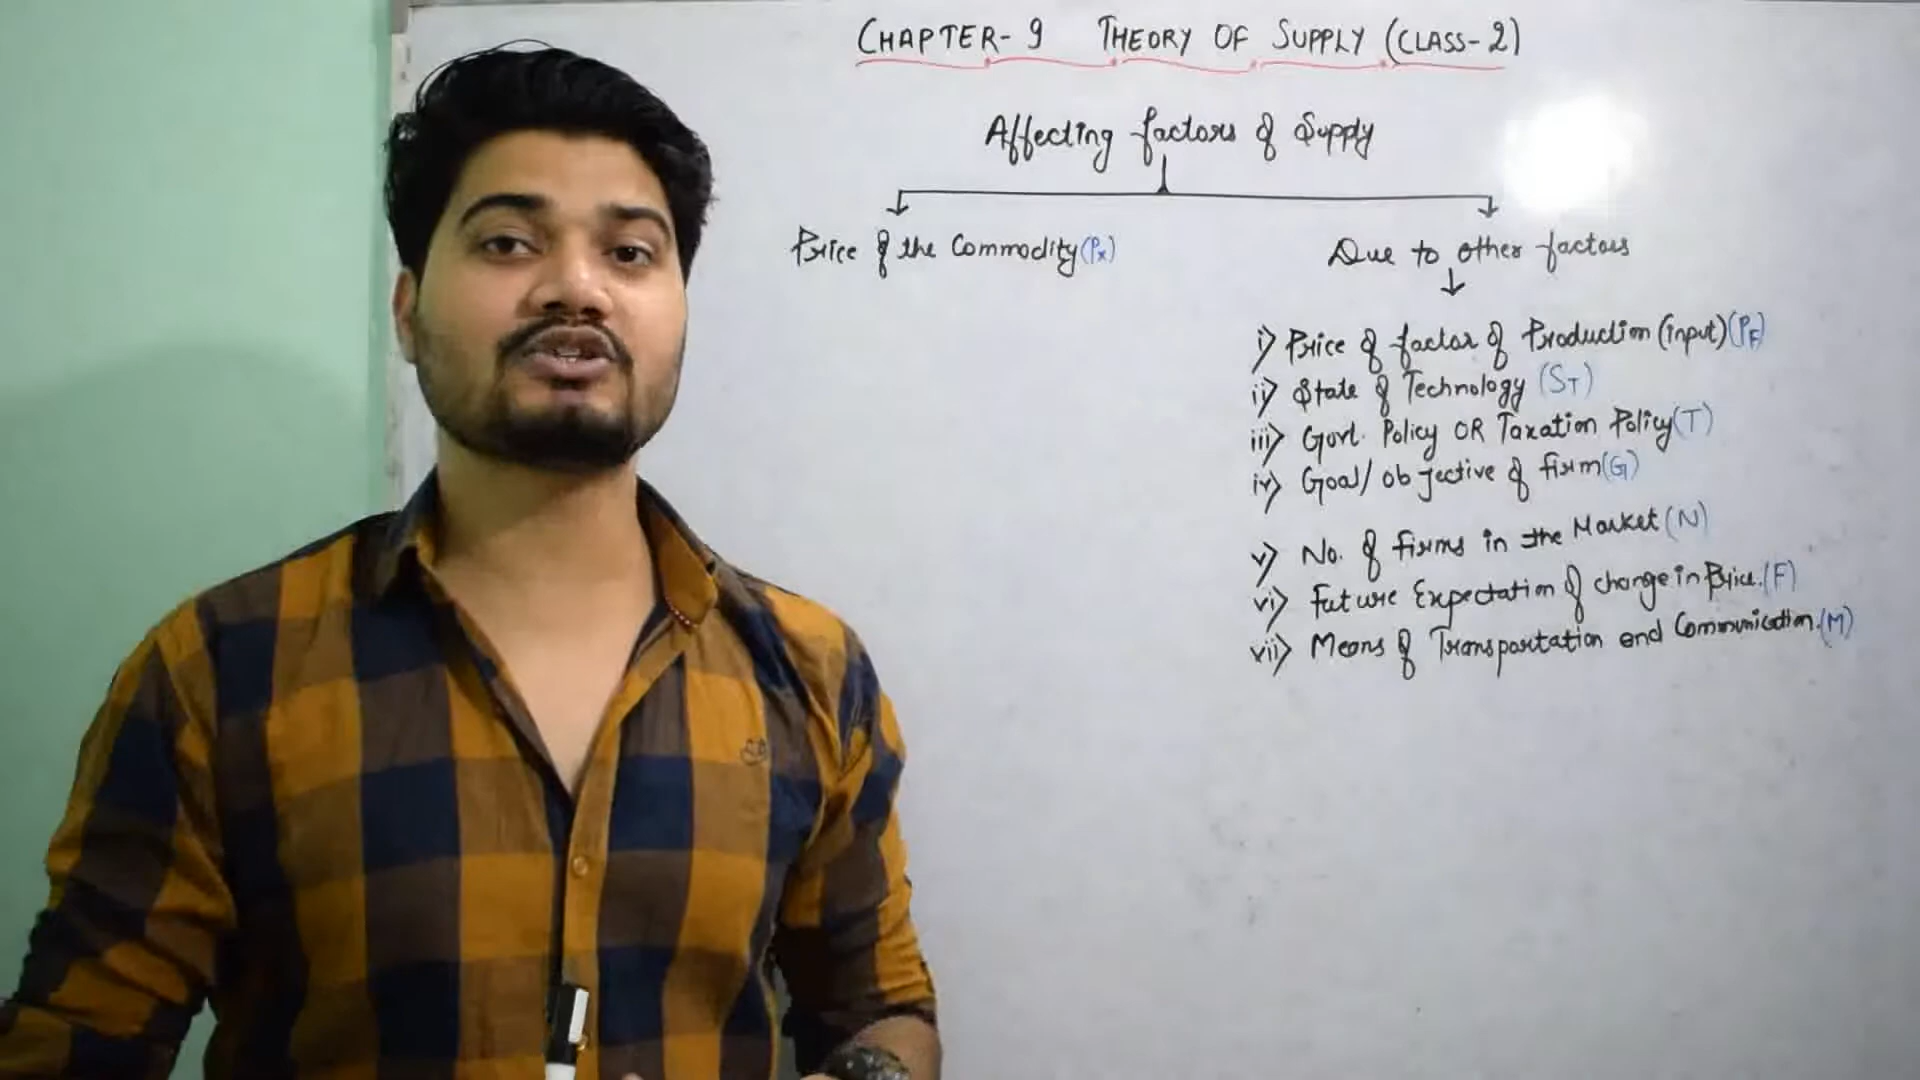 CHAPTER-9 THEORY OF SUPPLY (CLASS-2)
Affecting factors of Supply
Price of the Commodity (Px)
Due to other factors
i) Price of factor of Production (input) (PF)
ii) State of Technology (ST)
iii) Govt. Policy OR Taxation Policy (T)
iv) Goal/objective of firm (G)
v) No. of firms in the Market (N)
vi) Future Expectation of change in Price. (F)
vii) Means of Transportation and Communication. (M)